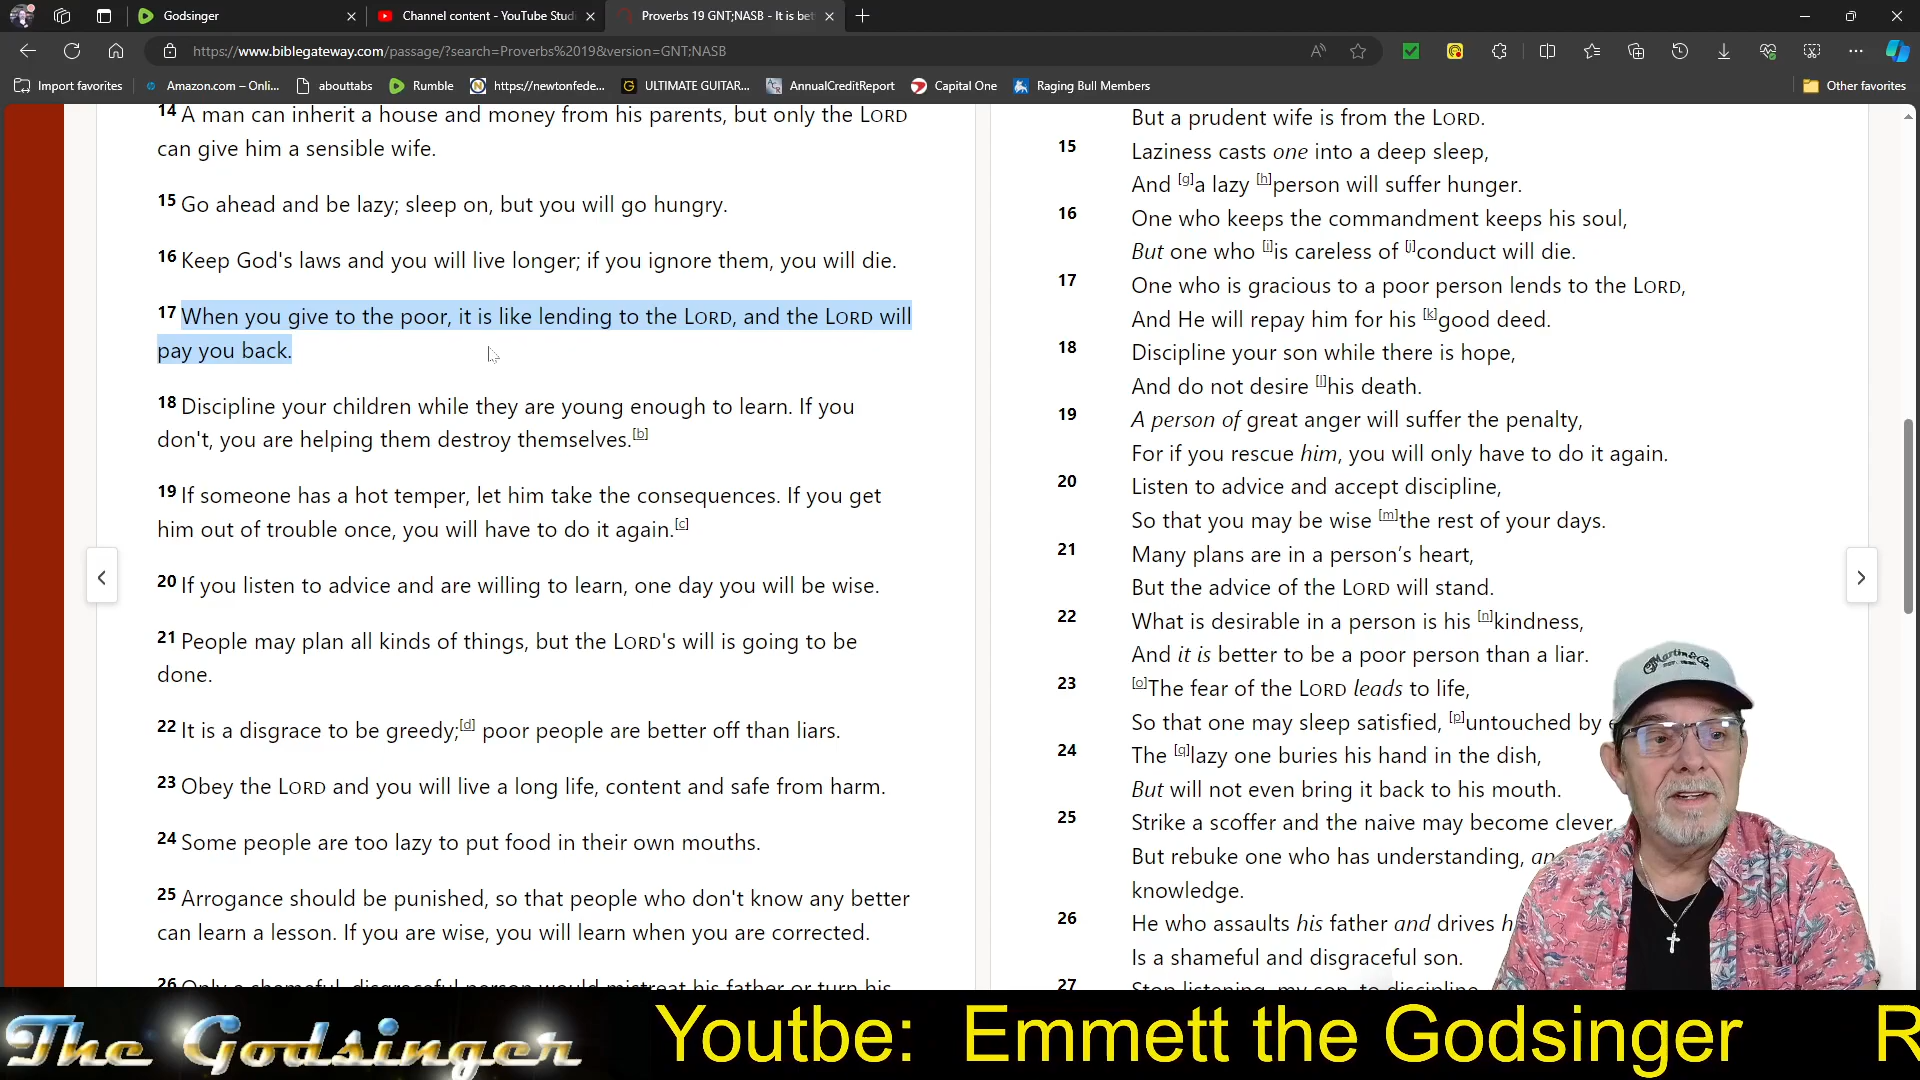 Godsinger
Channel content - YouTube Studi
Proverbs 19 GNT;NASB - It is bet
https://www.biblegateway.com/passage/?search=Proverbs%2019&version=GNT;NASB
Import favorites
Amazon.com – Onli...
abouttabs
Rumble
https://newtonfede...
ULTIMATE GUITAR...
AnnualCreditReport
Capital One
Raging Bull Members
Other favorites
14 A man can inherit a house and money from his parents, but only the LORD
can give him a sensible wife.
15 Go ahead and be lazy; sleep on, but you will go hungry.
16 Keep God's laws and you will live longer; if you ignore them, you will die.
17 When you give to the poor, it is like lending to the LORD, and the LORD will
pay you back.
18 Discipline your children while they are young enough to learn. If you
don't, you are helping them destroy themselves.[b]
19 If someone has a hot temper, let him take the consequences. If you get
him out of trouble once, you will have to do it again.[c]
20 If you listen to advice and are willing to learn, one day you will be wise.
21 People may plan all kinds of things, but the LORD's will is going to be
done.
22 It is a disgrace to be greedy;[d] poor people are better off than liars.
23 Obey the LORD and you will live a long life, content and safe from harm.
24 Some people are too lazy to put food in their own mouths.
25 Arrogance should be punished, so that people who don't know any better
can learn a lesson. If you are wise, you will learn when you are corrected.
26 Only a shameful, disgraceful person would mistreat his father or turn his
But a prudent wife is from the LORD.
15 Laziness casts one into a deep sleep,
And [g]a lazy [h]person will suffer hunger.
16 One who keeps the commandment keeps his soul,
But one who [i]is careless of [j]conduct will die.
17 One who is gracious to a poor person lends to the LORD,
And He will repay him for his [k]good deed.
18 Discipline your son while there is hope,
And do not desire [l]his death.
19 A person of great anger will suffer the penalty,
For if you rescue him, you will only have to do it again.
20 Listen to advice and accept discipline,
So that you may be wise [m]the rest of your days.
21 Many plans are in a person's heart,
But the advice of the LORD will stand.
22 What is desirable in a person is his [n]kindness,
And it is better to be a poor person than a liar.
23 [o]The fear of the LORD leads to life,
So that one may sleep satisfied, [p]untouched by
24 The [q]lazy one buries his hand in the dish,
But will not even bring it back to his mouth.
25 Strike a scoffer and the naive may become clever,
But rebuke one who has understanding, an
knowledge.
26 He who assaults his father and drives h
Is a shameful and disgraceful son.
27 Stop listening, my son, to discipline
Martin & Co
EST. 1833
The Godsinger
Youtbe: Emmett the Godsinger R